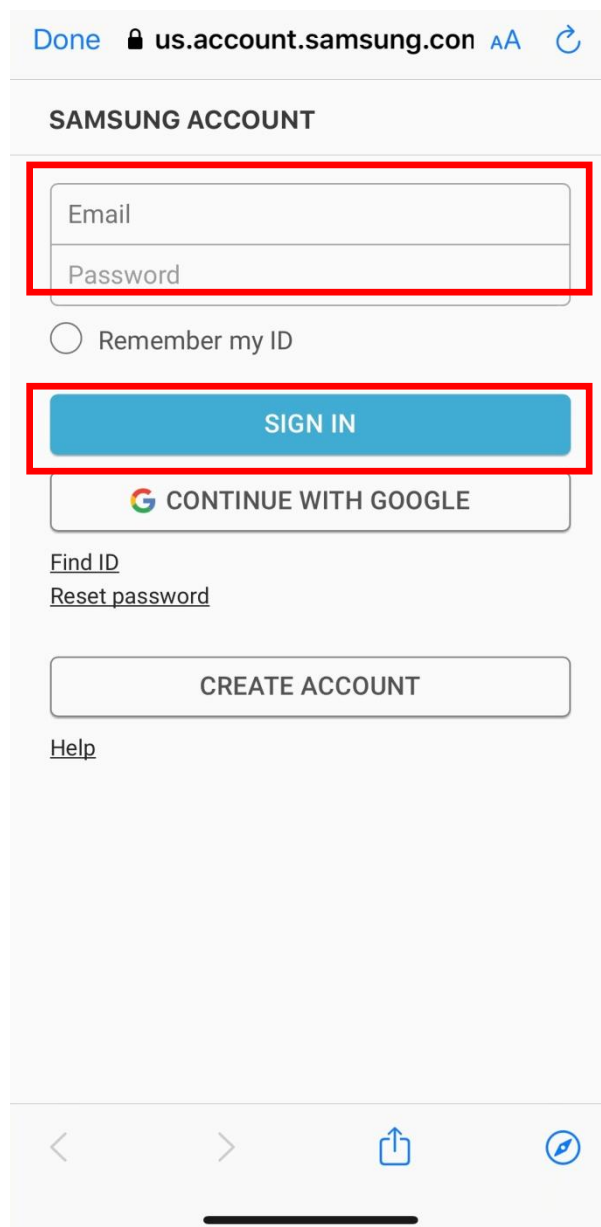 Done us.account.samsung.con AA
SAMSUNG ACCOUNT
Email
Password
Remember my ID
SIGN IN
CONTINUE WITH GOOGLE
Find ID
Reset password
CREATE ACCOUNT
Help